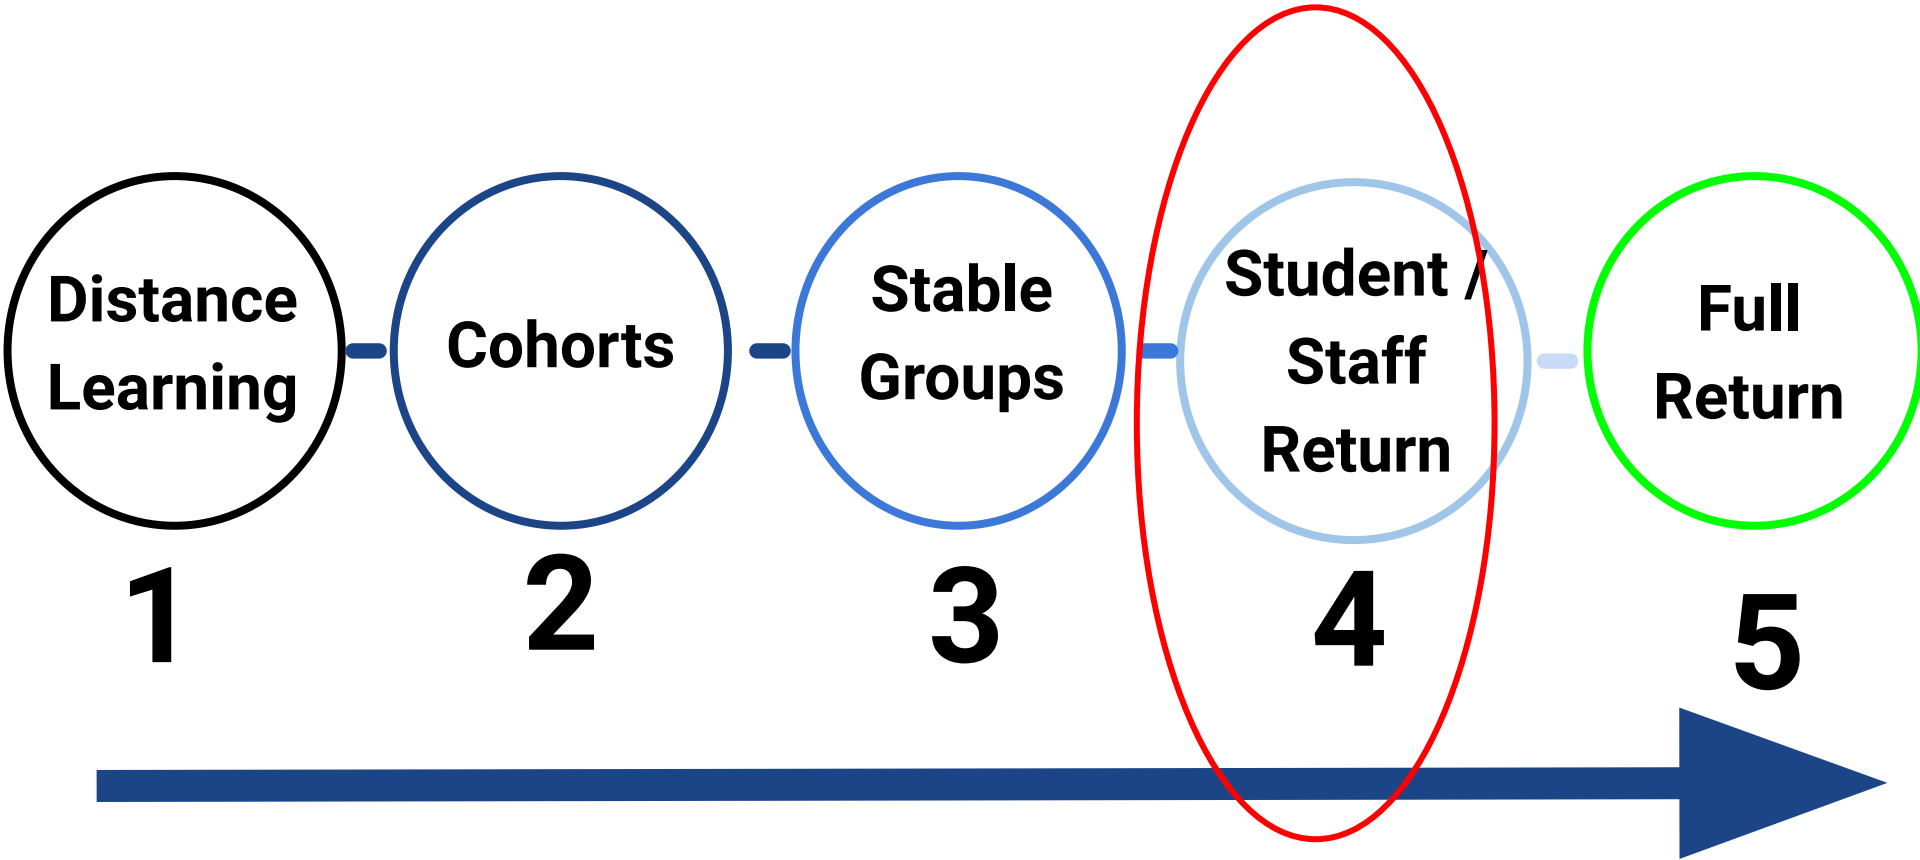 Distance
Learning
1
Cohorts
2
Stable
Groups
3
Student /
Staff
Return
4
Full
Return
5